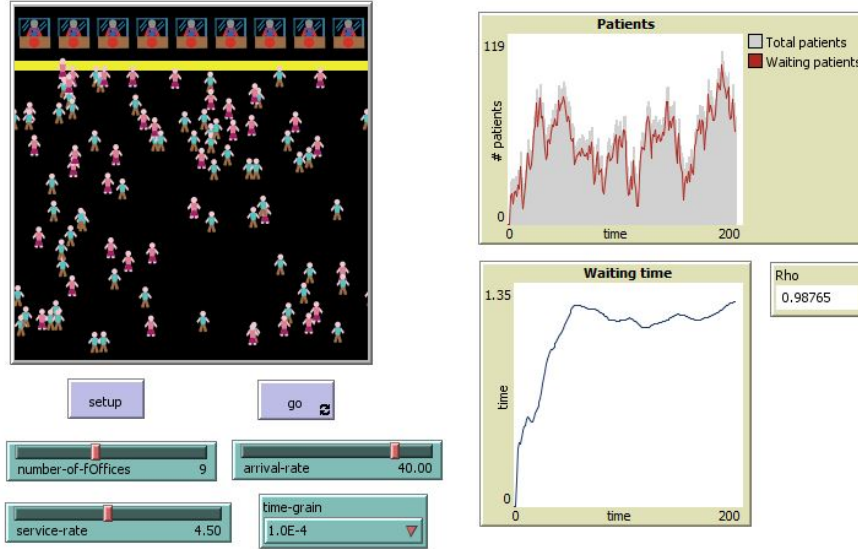 Patients
119
# patients
0
0
time
200
Total patients
Waiting patients
Waiting time
1.35
time
0
0
time
200
Rho
0.98765
setup
go
number-of-fOffices 9
arrival-rate 40.00
service-rate 4.50
time-grain
1.0E-4